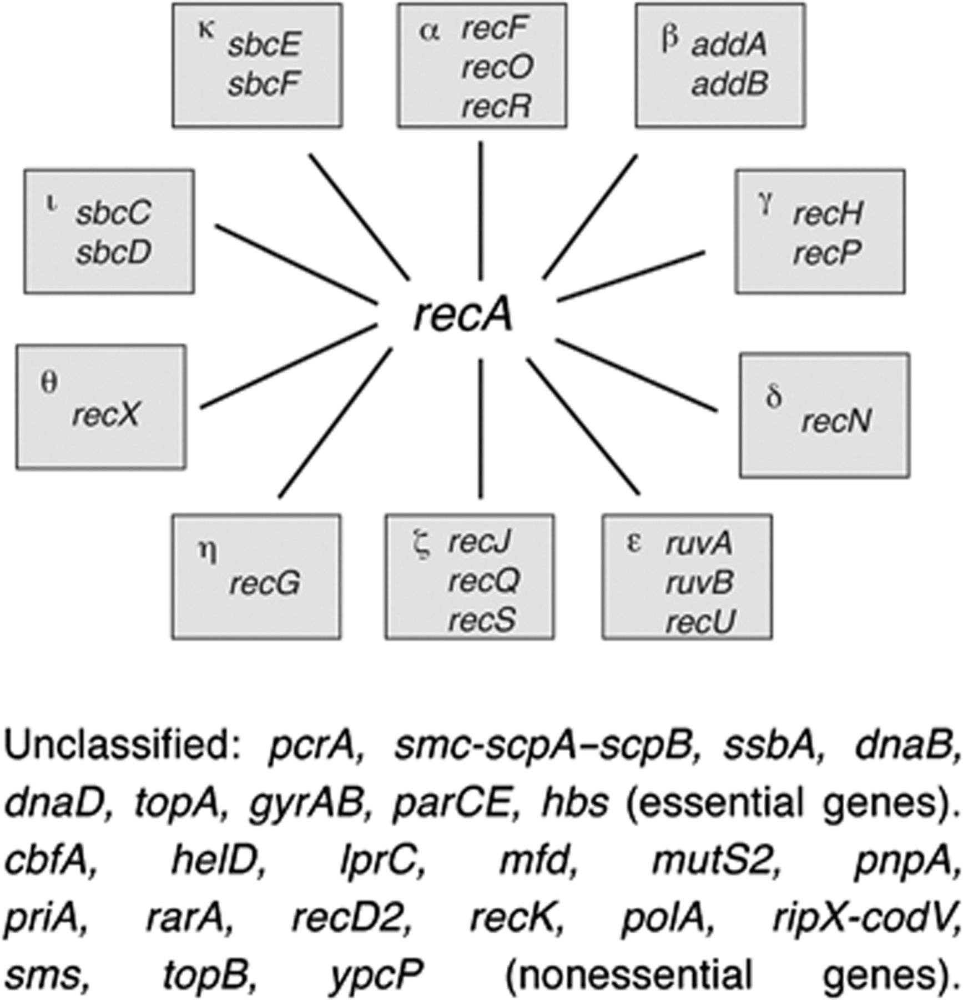 κ sbcE
sbcF
α recF
recO
recR
β addA
addB
ι sbcC
sbcD
γ recH
recP
recA
θ
recX
δ
recN
η
recG
ζ recJ
recQ
recS
ε ruvA
ruvB
recU
Unclassified: pcrA, smc-scpA–scpB, ssbA, dnaB,
dnaD, topA, gyrAB, parCE, hbs (essential genes).
cbfA, helD, lprC, mfd, mutS2, pnpA,
priA, rarA, recD2, recK, polA, ripX-codV,
sms, topB, ypcP (nonessential genes).